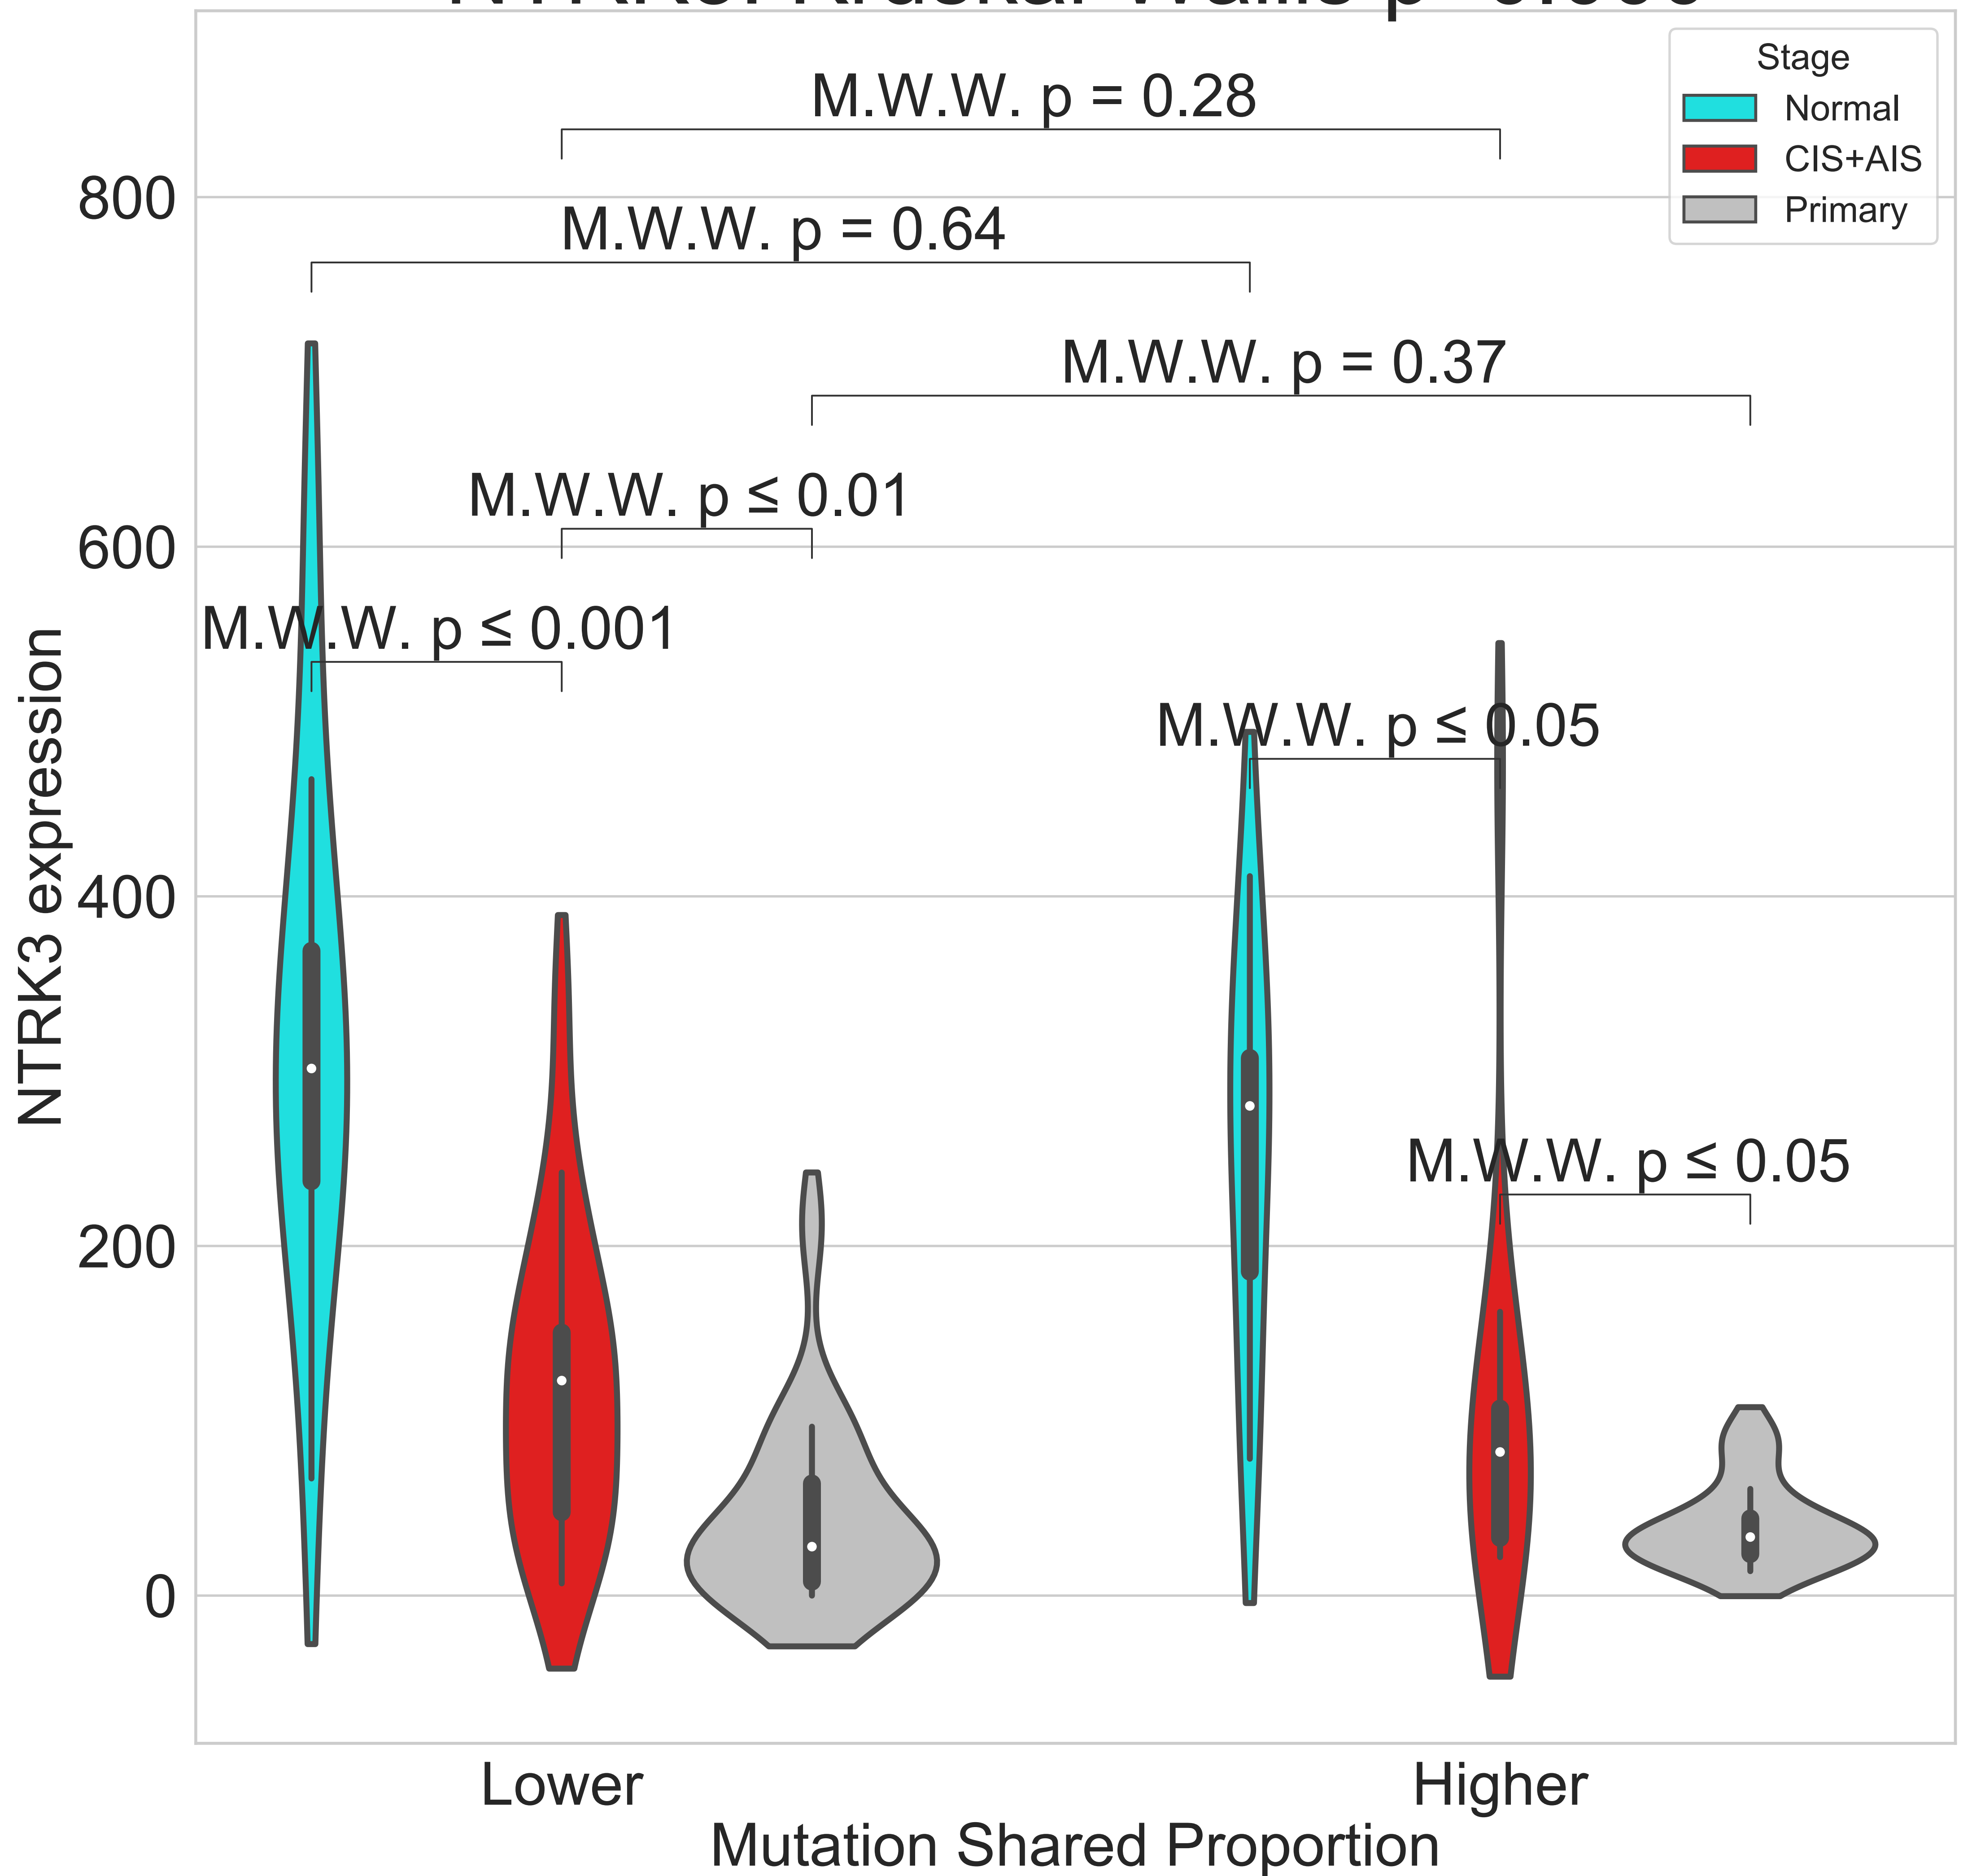 Stage
Normal
CIS+AIS
Primary
M.W.W. p = 0.28
800
M.W.W. p = 0.64
M.W.W. p = 0.37
M.W.W. p ≤ 0.01
600
M.W.W. p ≤ 0.001
M.W.W. p ≤ 0.05
NTRK3 expression
400
M.W.W. p ≤ 0.05
200
0
Lower
Higher
Mutation Shared Proportion